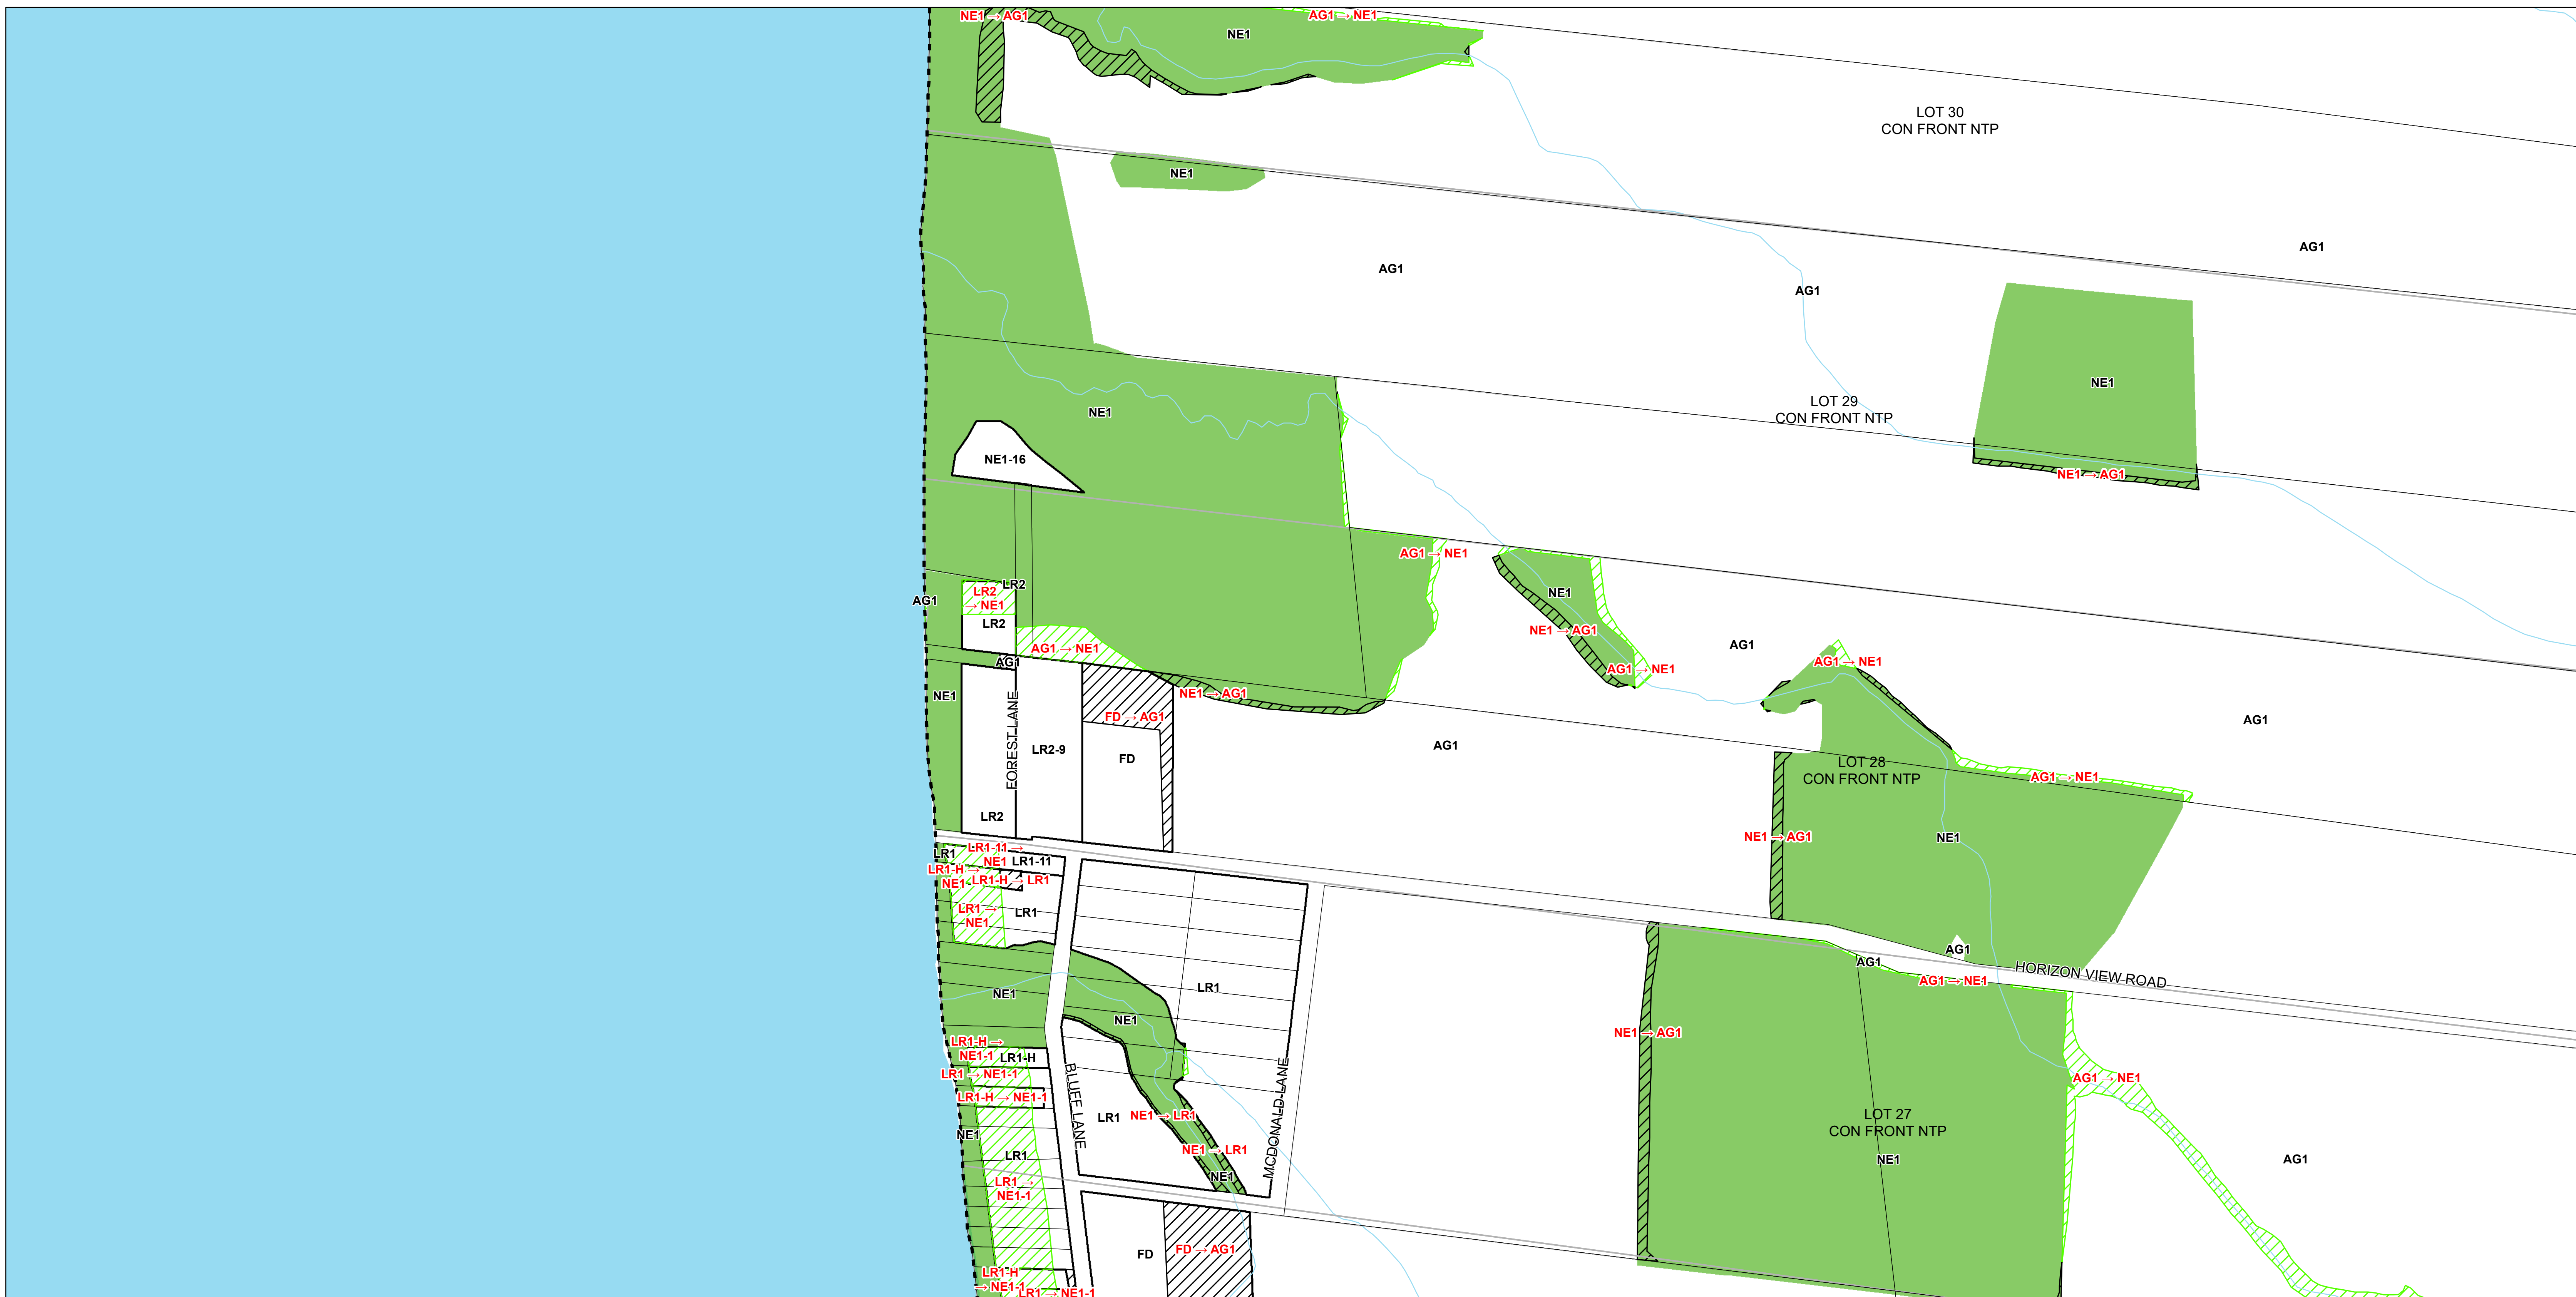 NE1 → AG1
AG1 → NE1
NE1
LOT 30
CON FRONT NTP
NE1
AG1
AG1
AG1
NE1
LOT 29
CON FRONT NTP
NE1
NE1-16
NE1 → AG1
AG1 → NE1
LR2
LR2
→ NE1
AG1
LR2
NE1
NE1 → AG1
AG1 → NE1
AG1
AG1 → NE1
AG1
AG1 → NE1
NE1
NE1 → AG1
FD → AG1
AG1
AG1
FOREST LANE
LR2-9
FD
LOT 28
CON FRONT NTP
AG1 → NE1
LR2
NE1 → AG1
NE1
LR1
LR1-11 →
NE1
LR1-11
LR1-H →
NE1
LR1-H → LR1
LR1 →
NE1
LR1
AG1
AG1
AG1 → NE1
HORIZON VIEW ROAD
NE1
LR1
NE1
NE1 → AG1
LR1-H →
NE1-1
LR1-H
LR1 → NE1-1
LR1-H → NE1-1
BLUFF LANE
LR1
NE1 → LR1
MCDONALD LANE
AG1 → NE1
LOT 27
CON FRONT NTP
NE1
LR1
NE1 → LR1
NE1
NE1
AG1
LR1 →
NE1-1
FD
FD → AG1
LR1-H
→ NE1-1
LR1 → NE1-1